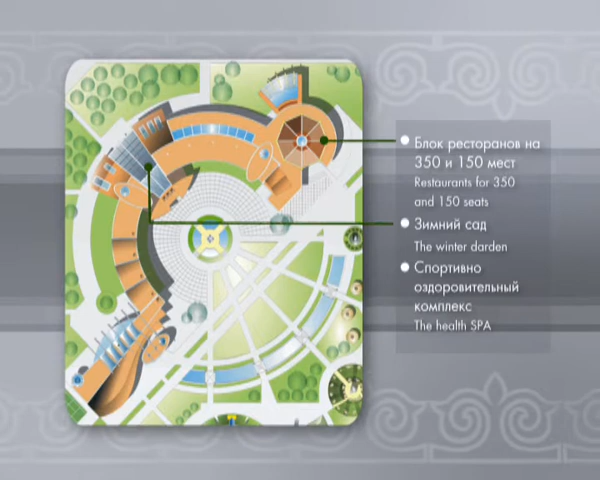 Блок ресторанов на
350 и 150 мест
Restaurants for 350
and 150 seats
Зимний сад
The winter darden
Спортивно
оздоровительный
комплекс
The health SPA